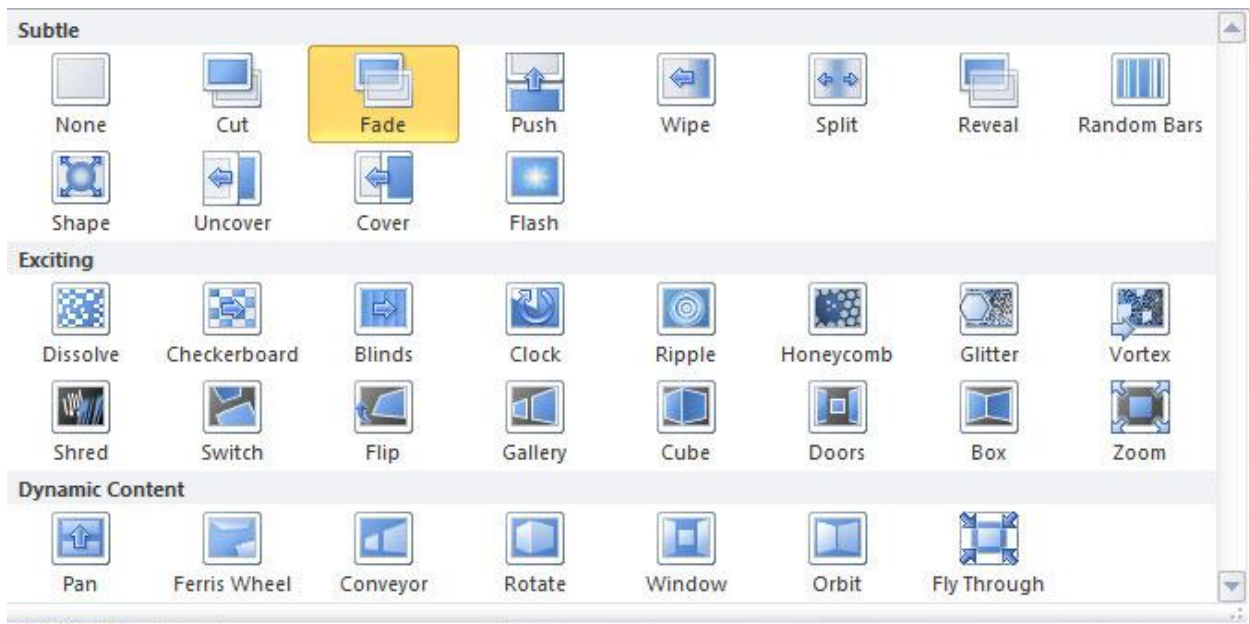 Subtle
None Cut Fade Push Wipe Split Reveal Random Bars
Shape Uncover Cover Flash
Exciting
Dissolve Checkerboard Blinds Clock Ripple Honeycomb Glitter Vortex
Shred Switch Flip Gallery Cube Doors Box Zoom
Dynamic Content
Pan Ferris Wheel Conveyor Rotate Window Orbit Fly Through